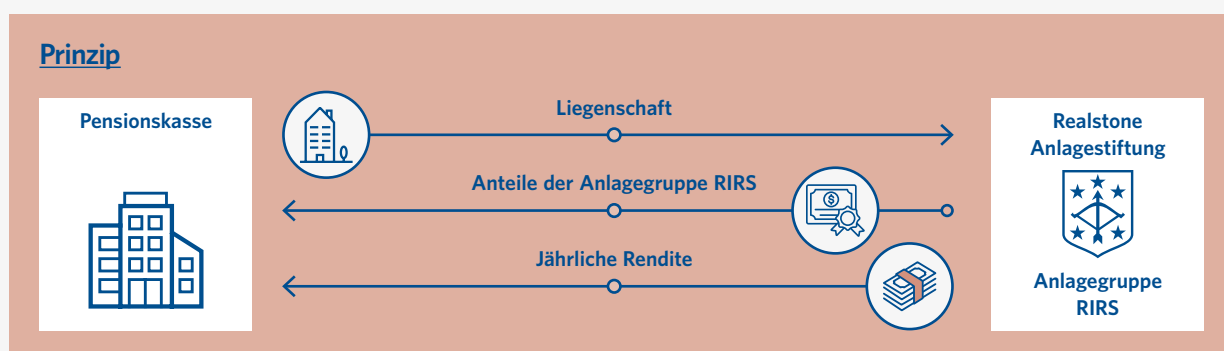 Prinzip
Pensionskasse
Liegenschaft
Anteile der Anlagegruppe RIRS
Jährliche Rendite
Realstone
Anlagestiftung
Anlagegruppe
RIRS